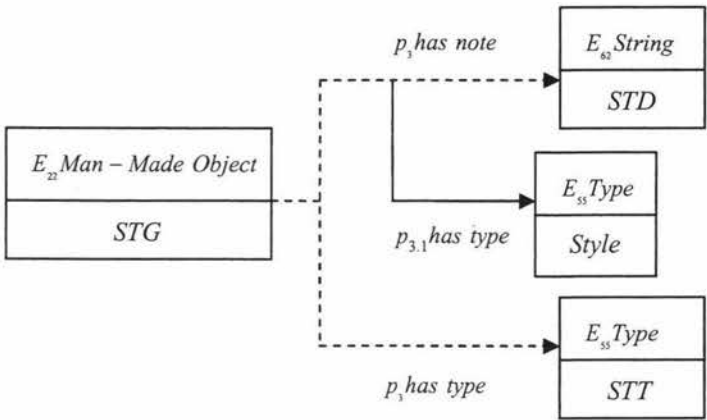 p₃ has note
E₆₂ String
STD
E₂₂ Man – Made Object
STG
E₅₅ Type
p₃.₁ has type
Style
E₅₅ Type
p₃ has type
STT